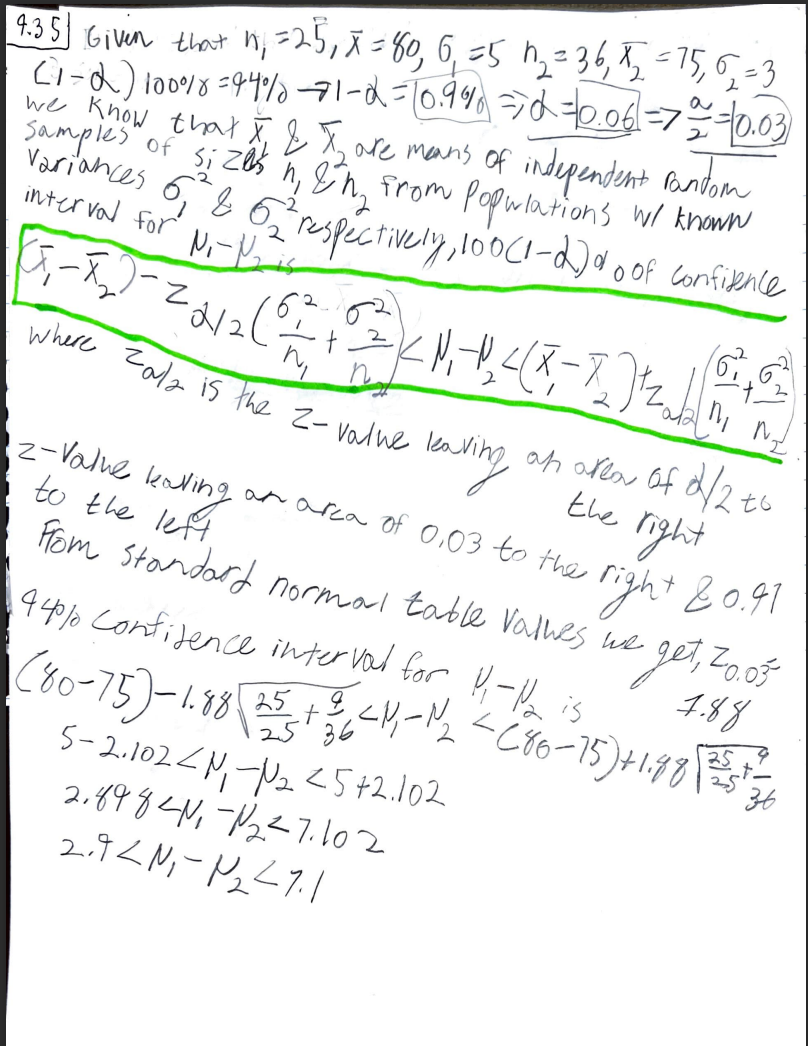 9.35 Given that n₁ = 25, x̄ = 80, σ₁ = 5 n₂ = 36, x̄₂ = 75, σ₂ = 3
(1-α) 100% = 94% → 1-α = 0.94 ⇒ α = 0.06 ⇒ α/2 = 0.03
we know that x̄₁ & x̄₂ are means of independent random
samples of sizes n₁ & n₂ from populations w/ known
variances σ₁² & σ₂² respectively, 100(1-α)% of confidence
interval for μ₁-μ₂ is
(x̄₁-x̄₂) - z α/2 (σ₁²/n₁ + σ₂²/n₂) < μ₁-μ₂ < (x̄₁-x̄₂) + z α/2 √(σ₁²/n₁ + σ₂²/n₂)
where z α/2 is the z-value leaving an area of α/2 to
the right
z-value leaving an area of 0.03 to the right & 0.97
to the left
From standard normal table values we get, z₀.₀₃=
1.88
94% confidence interval for μ₁-μ₂ is
(80-75)-1.88 √25/25 + 9/36 < μ₁-μ₂ < (80-75)+1.88 √25/25 + 9/36
5-2.102 < μ₁-μ₂ < 5+2.102
2.898 < μ₁-μ₂ < 7.102
2.9 < μ₁-μ₂ < 7.1